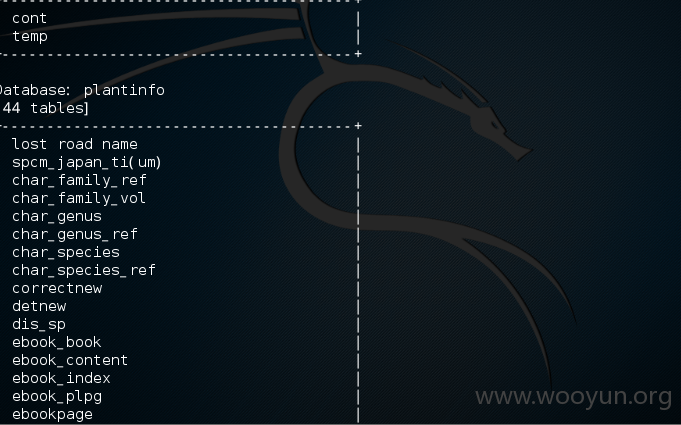 --------------------------------+
cont |
temp |
--------------------------------+
Database: plantinfo
44 tables]
--------------------------------+
lost road name |
spcm_japan_ti(um) |
char_family_ref |
char_family_vol |
char_genus |
char_genus_ref |
char_species |
char_species_ref |
correctnew |
detnew |
dis_sp |
ebook_book |
ebook_content |
ebook_index |
ebook_plpg |
ebookpage |
www.wooyun.org